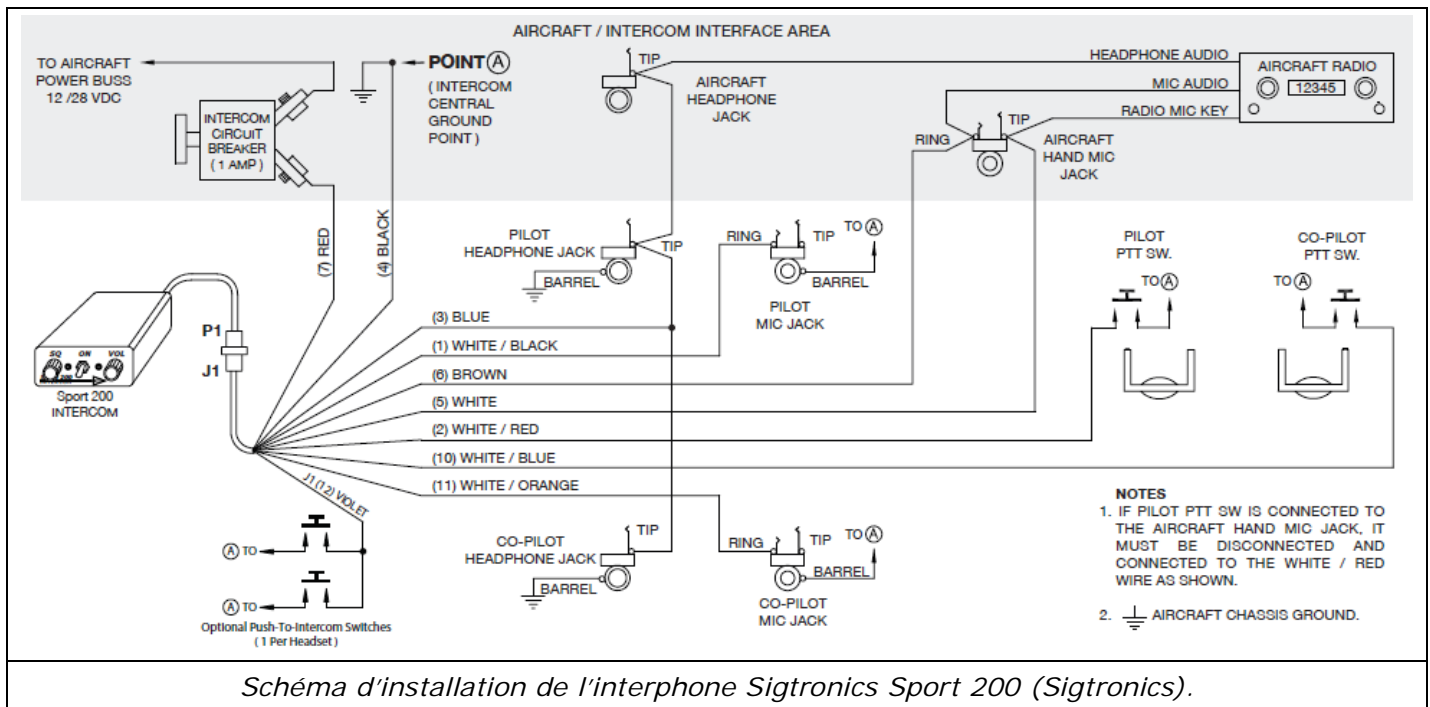 AIRCRAFT / INTERCOM INTERFACE AREA
TO AIRCRAFT
POWER BUSS
12 /28 VDC
INTERCOM
CIRCUIT
BREAKER
( 1 AMP )
POINT (A)
( INTERCOM
CENTRAL
GROUND
POINT )
TIP
AIRCRAFT
HEADPHONE
JACK
HEADPHONE AUDIO
MIC AUDIO
RADIO MIC KEY
AIRCRAFT RADIO
12345
RING
TIP
AIRCRAFT
HAND MIC
JACK
(7) RED
(4) BLACK
PILOT
HEADPHONE JACK
TIP
BARREL
RING
TIP
TO (A)
BARREL
PILOT
MIC JACK
PILOT
PTT SW.
TO (A)
CO-PILOT
PTT SW.
TO (A)
P1
J1
SQ ON VOL
Sport 200
INTERCOM
(3) BLUE
(1) WHITE / BLACK
(6) BROWN
(5) WHITE
(2) WHITE / RED
(10) WHITE / BLUE
(11) WHITE / ORANGE
J1 (12) VIOLET
(A) TO
(A) TO
Optional Push-To-Intercom Switches
( 1 Per Headset )
CO-PILOT
HEADPHONE JACK
TIP
BARREL
RING
TIP
TO (A)
BARREL
CO-PILOT
MIC JACK
NOTES
1. IF PILOT PTT SW IS CONNECTED TO
THE AIRCRAFT HAND MIC JACK, IT
MUST BE DISCONNECTED AND
CONNECTED TO THE WHITE / RED
WIRE AS SHOWN.
2. AIRCRAFT CHASSIS GROUND.
Schéma d'installation de l'interphone Sigtronics Sport 200 (Sigtronics).